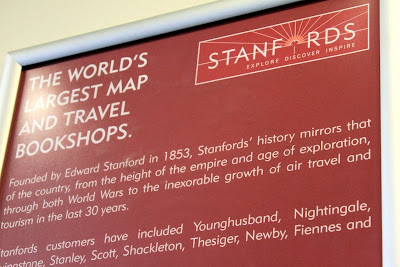 THE WORLD'S
LARGEST MAP
AND TRAVEL
BOOKSHOPS.
STANFORDS
EXPLORE DISCOVER INSPIRE
Founded by Edward Stanford in 1853, Stanfords' history mirrors that
of the country, from the height of the empire and age of exploration,
through both World Wars to the inexorable growth of air travel and
tourism in the last 30 years.
Stanfords customers have included Younghusband, Nightingale,
Livingstone, Stanley, Scott, Shackleton, Thesiger, Newby, Fiennes and